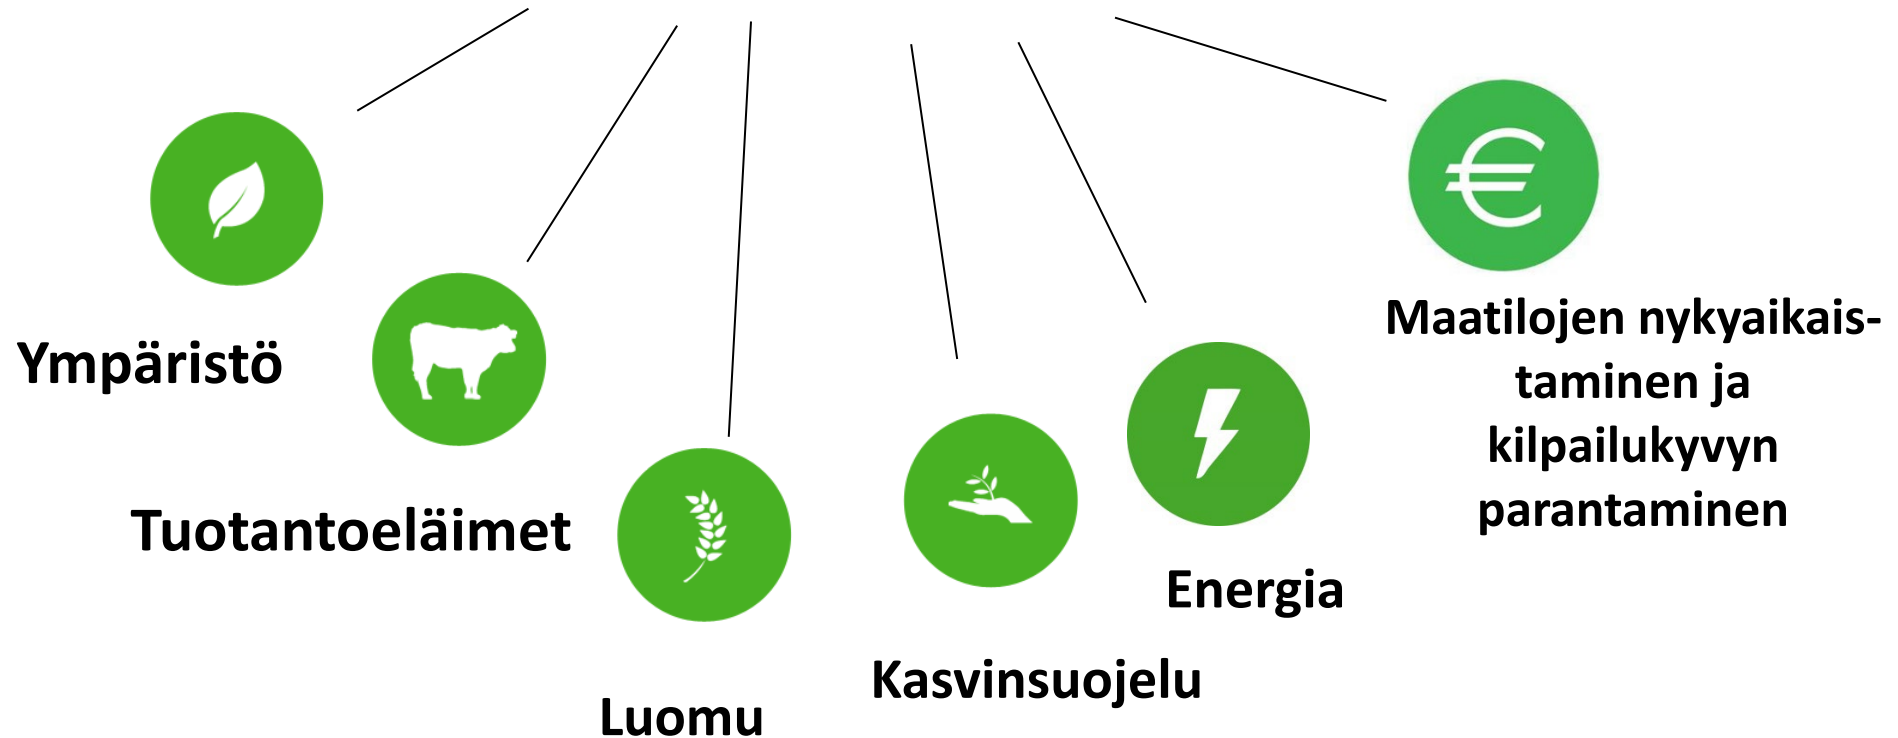 Ympäristö
Tuotantoeläimet
Luomu
Kasvinsuojelu
Energia
€
Maatilojen nykyaikais-
taminen ja
kilpailukyvyn
parantaminen